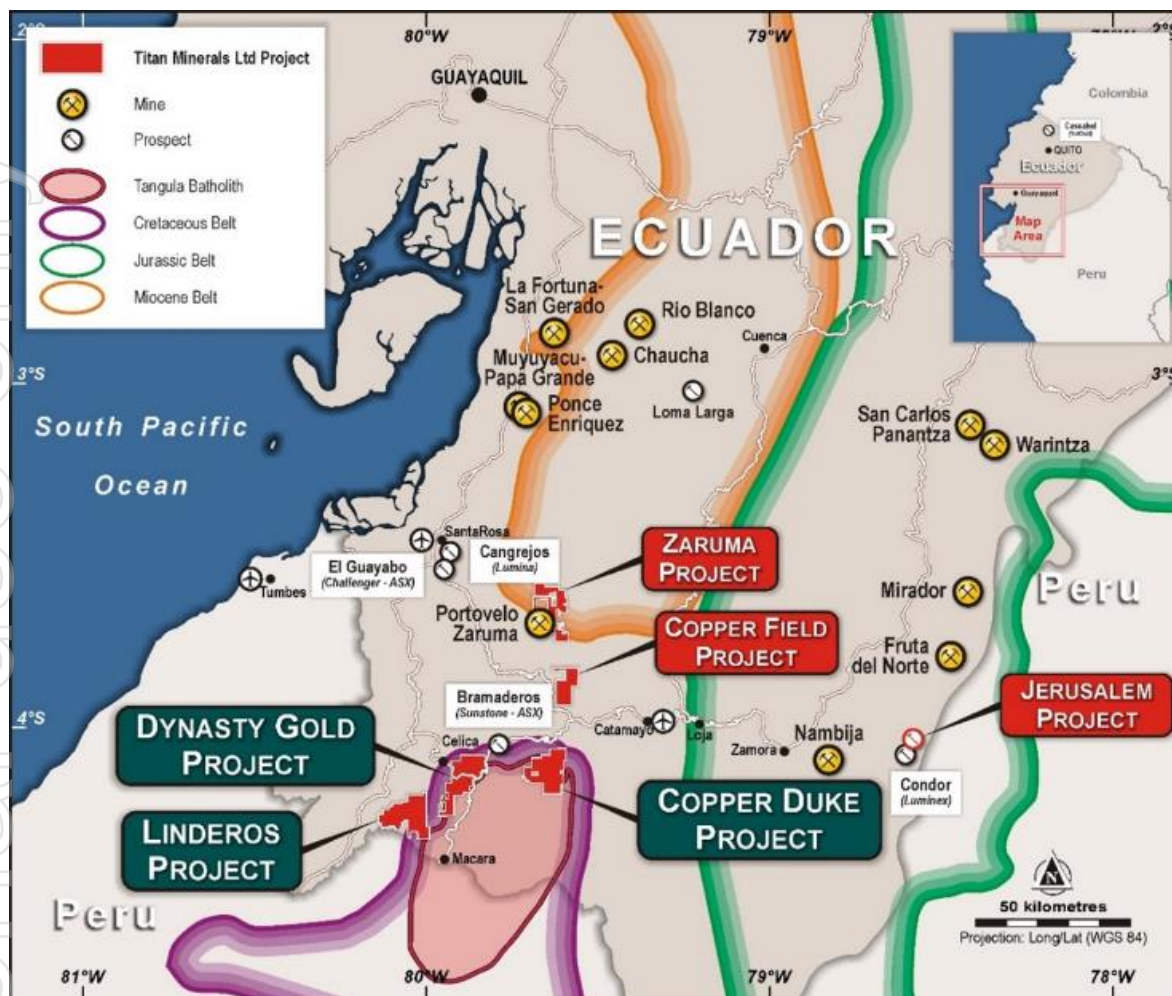 2°S
80°W
79°W
2°S
Titan Minerals Ltd Project
Mine
Prospect
Tangula Batholith
Cretaceous Belt
Jurassic Belt
Miocene Belt
GUAYAQUIL
Colombia
QUITO
Ecuador
Guayaquil
Map
Area
Peru
ECUADOR
La Fortuna-
San Gerado
Rio Blanco
Chaucha
Cuenca
3°S
3°S
Muyuyacu-
Papa Grande
Ponce
Enriquez
Loma Larga
San Carlos
Panantza
Warintza
South Pacific
Ocean
SantaRosa
El Guayabo
(Challenger - ASX)
Cangrejos
(Lumina)
Tumbes
ZARUMA
PROJECT
Portovelo
Zaruma
COPPER FIELD
PROJECT
Mirador
Peru
Fruta
del Norte
JERUSALEM
PROJECT
4°S
Bramaderos
(Sunstone - ASX)
DYNASTY GOLD
PROJECT
Celica
Catamayo
Loja
Zamora
Nambija
Condor
(Luminex)
LINDEROS
PROJECT
COPPER DUKE
PROJECT
Macara
Peru
N
50 kilometres
Projection: Long/Lat (WGS 84)
81°W
80°W
79°W
78°W